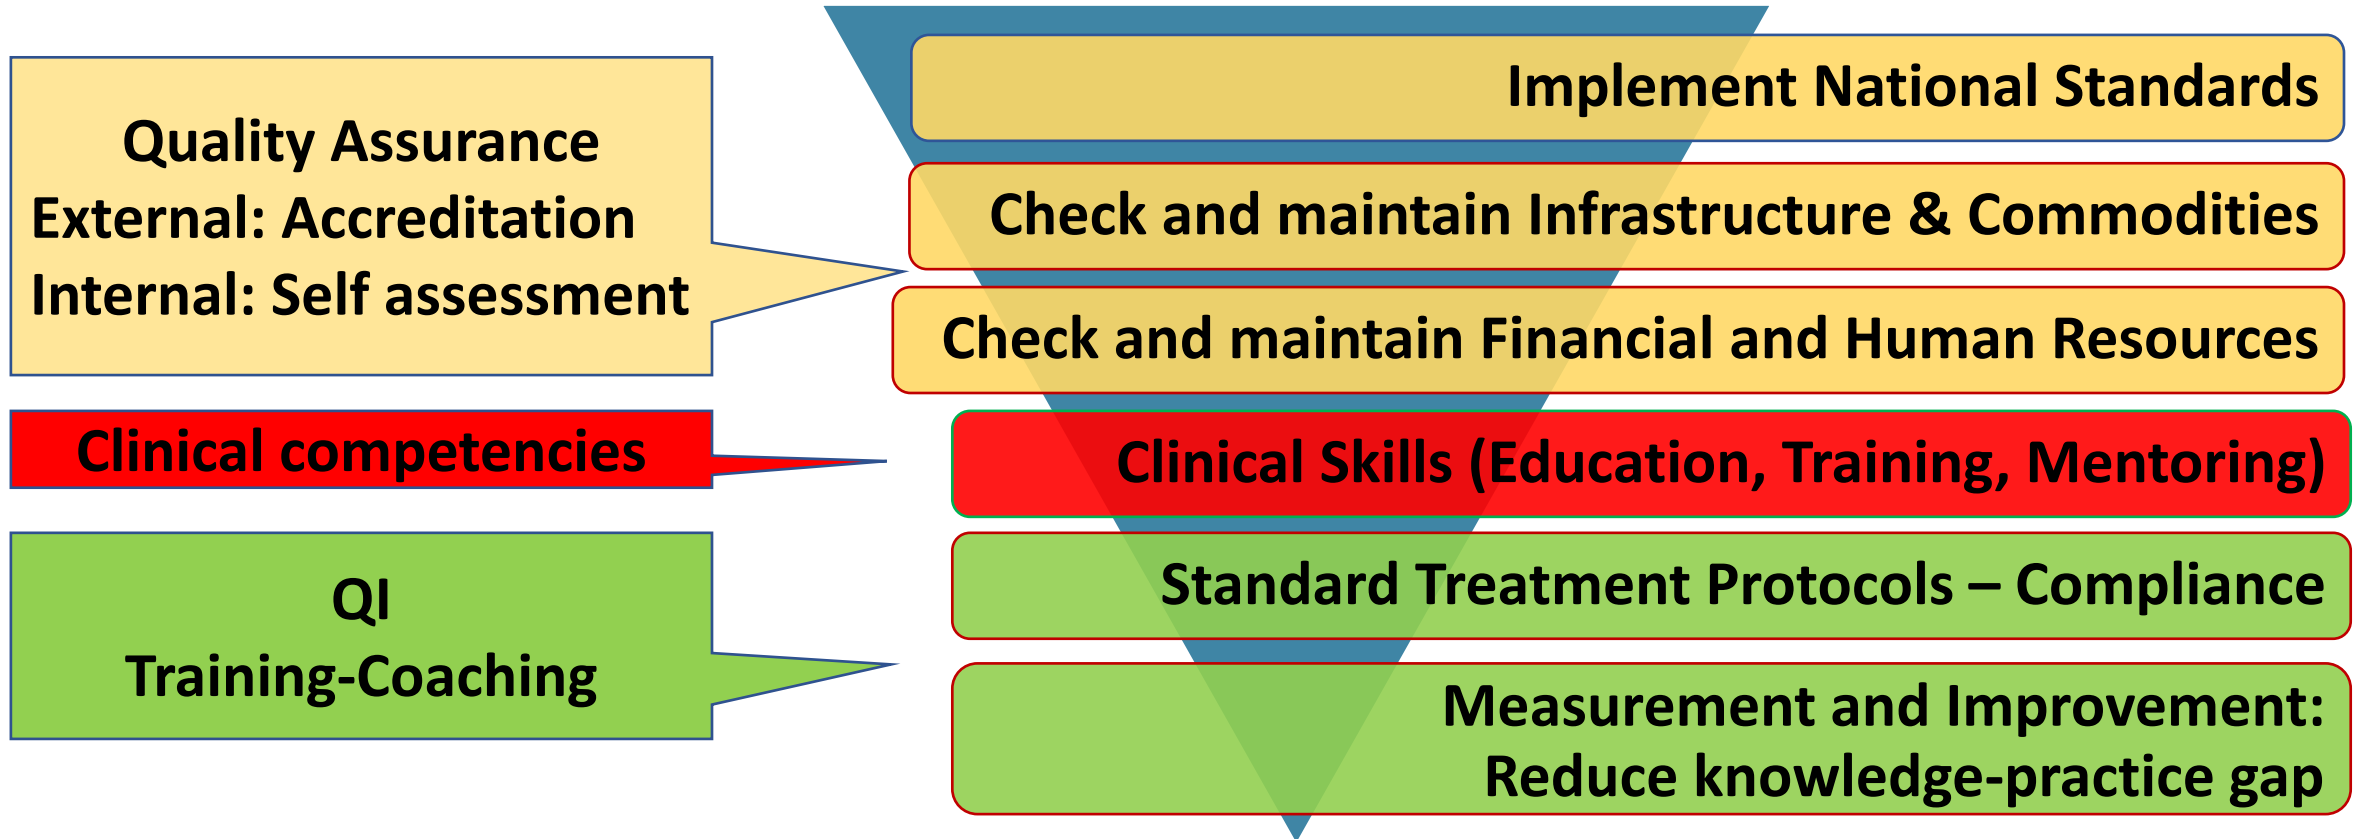 Quality Assurance
External: Accreditation
Internal: Self assessment
Clinical competencies
QI
Training-Coaching
Implement National Standards
Check and maintain Infrastructure & Commodities
Check and maintain Financial and Human Resources
Clinical Skills (Education, Training, Mentoring)
Standard Treatment Protocols – Compliance
Measurement and Improvement:
Reduce knowledge-practice gap